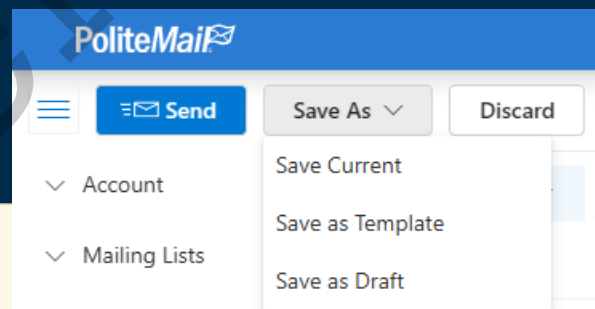 PoliteMail
Send
Save As
Discard
Save Current
Account
Save as Template
Mailing Lists
Save as Draft